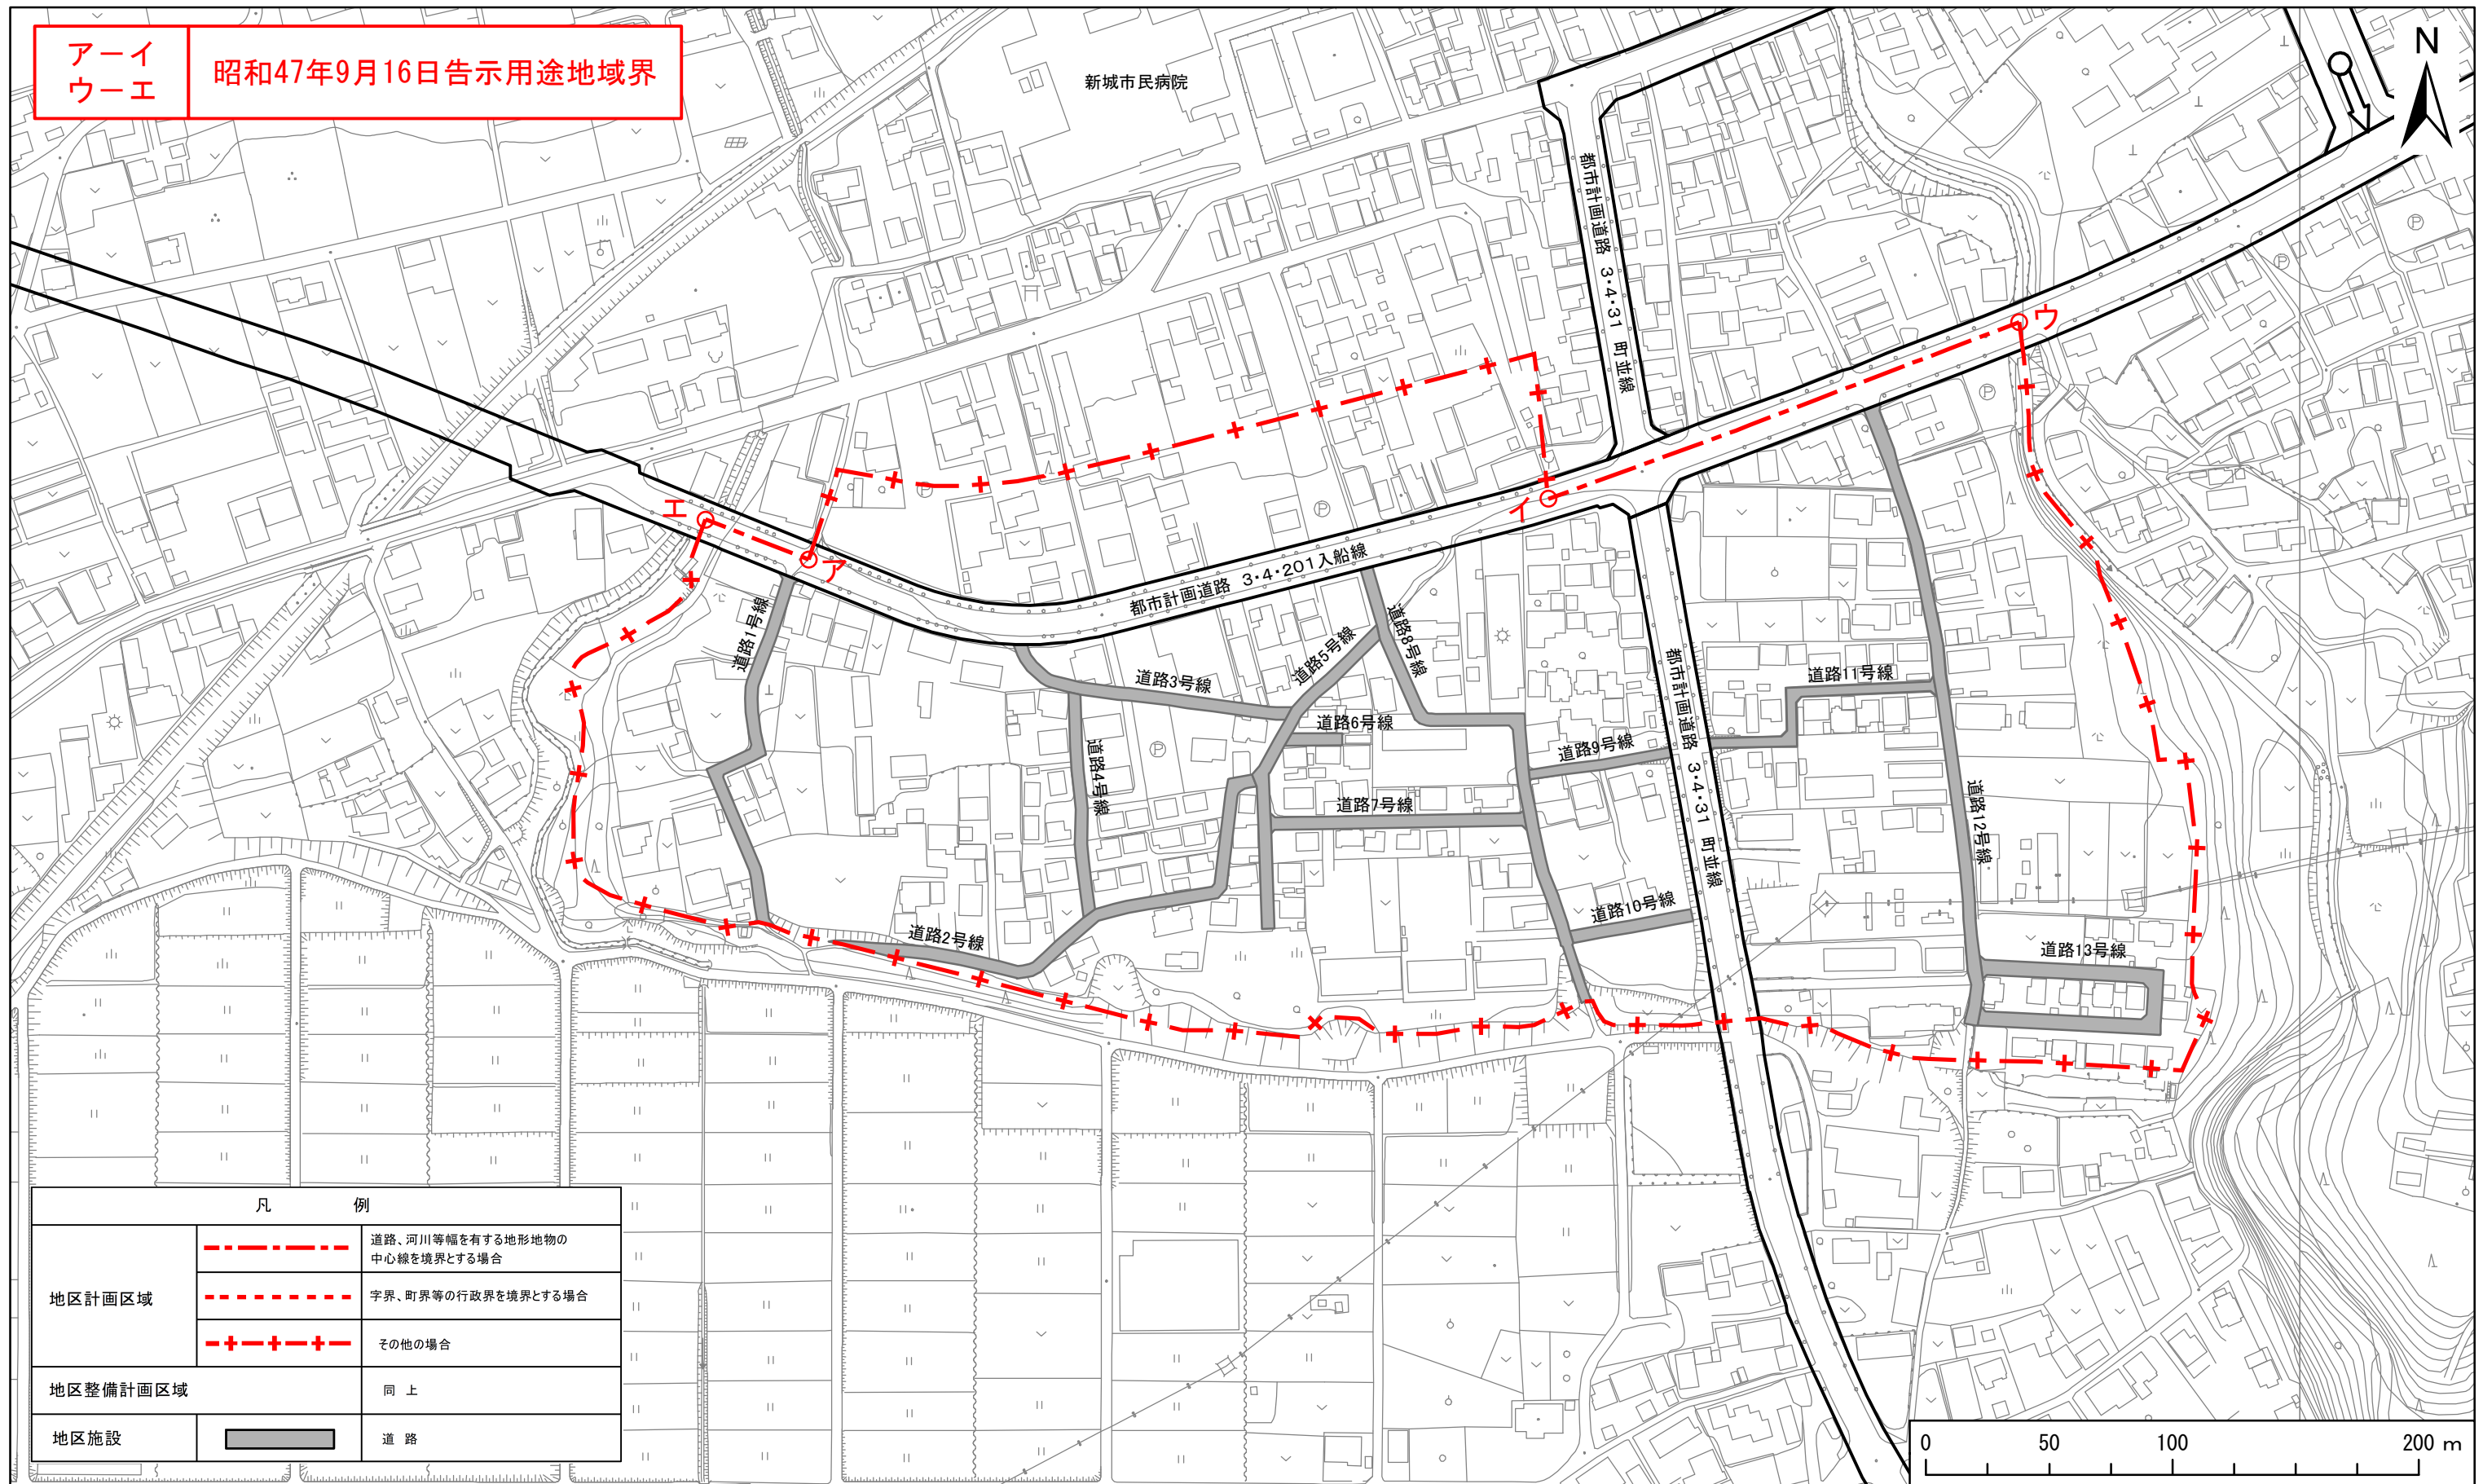 アーイ
ウーエ
昭和47年9月16日告示用途地域界
新城市民病院
N
都市計画道路 3・4・31 町並線
ウ
エ
ア
イ
都市計画道路 3・4・201入船線
道路1号線
道路2号線
道路3号線
道路4号線
道路5号線
道路6号線
道路7号線
道路8号線
道路9号線
道路10号線
都市計画道路 3・4・31 町並線
道路11号線
道路12号線
道路13号線
凡 例
地区計画区域
道路、河川等幅を有する地形地物の
中心線を境界とする場合
字界、町界等の行政界を境界とする場合
その他の場合
地区整備計画区域
同 上
地区施設
道 路
0 50 100 200 m